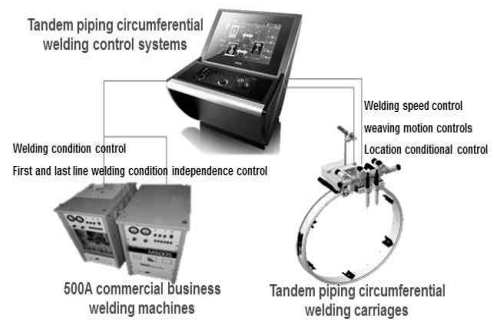 Tandem piping circumferential
welding control systems
Welding speed control
weaving motion controls
Location conditional control
Welding condition control
First and last line welding condition independence control
500A commercial business
welding machines
Tandem piping circumferential
welding carriages